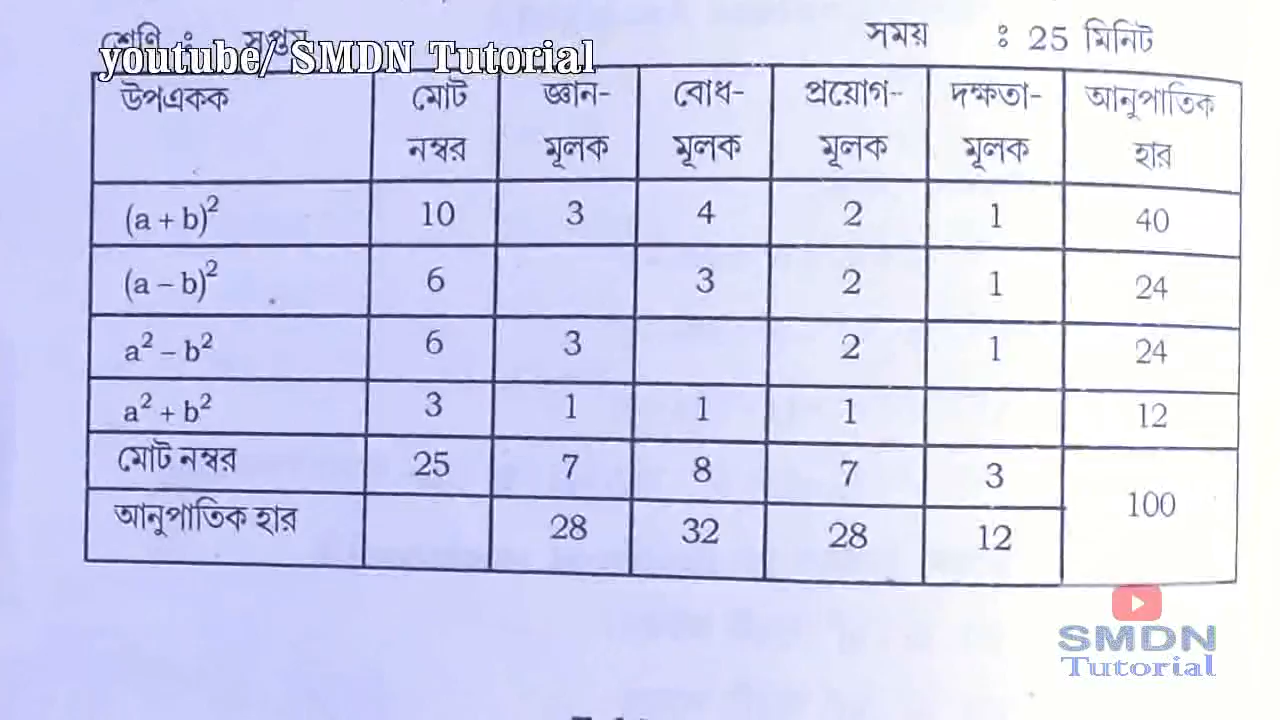 শ্রেণি : সপ্তম সময় : 25 মিনিট
youtube/ SMDN Tutorial
উপএকক মোট নম্বর জ্ঞান-মূলক বোধ-মূলক প্রয়োগ-মূলক দক্ষতা-মূলক আনুপাতিক হার
(a + b)² 10 3 4 2 1 40
(a – b)² 6 3 2 1 24
a² – b² 6 3 2 1 24
a² + b² 3 1 1 1 12
মোট নম্বর 25 7 8 7 3 100
আনুপাতিক হার 28 32 28 12
SMDN
Tutorial